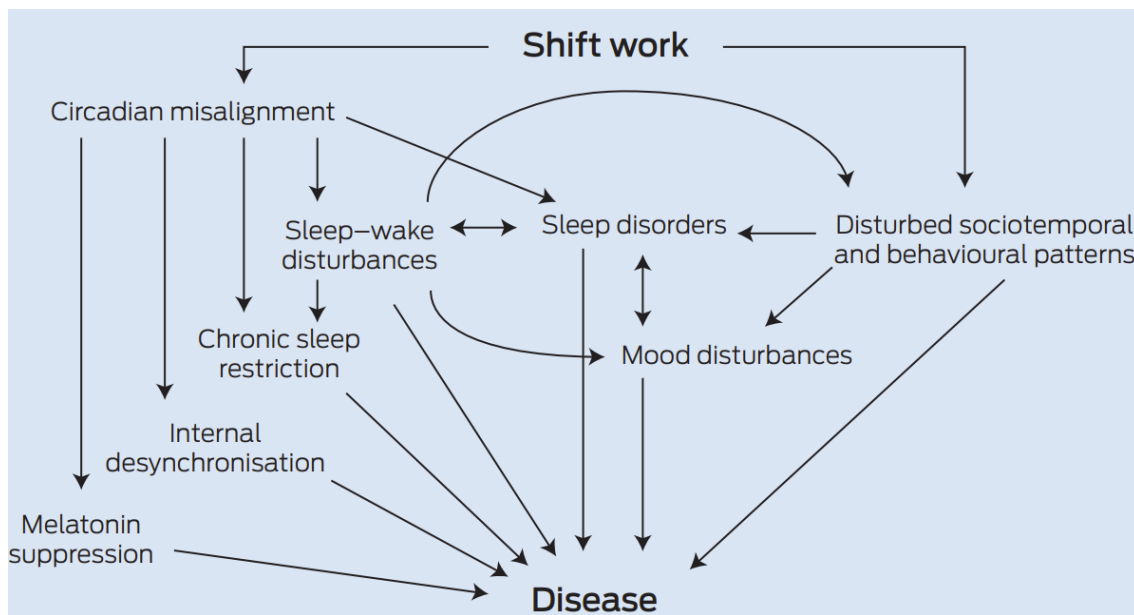 Shift work
Circadian misalignment
Sleep–wake
disturbances
Sleep disorders
Disturbed sociotemporal
and behavioural patterns
Chronic sleep
restriction
Mood disturbances
Internal
desynchronisation
Melatonin
suppression
Disease